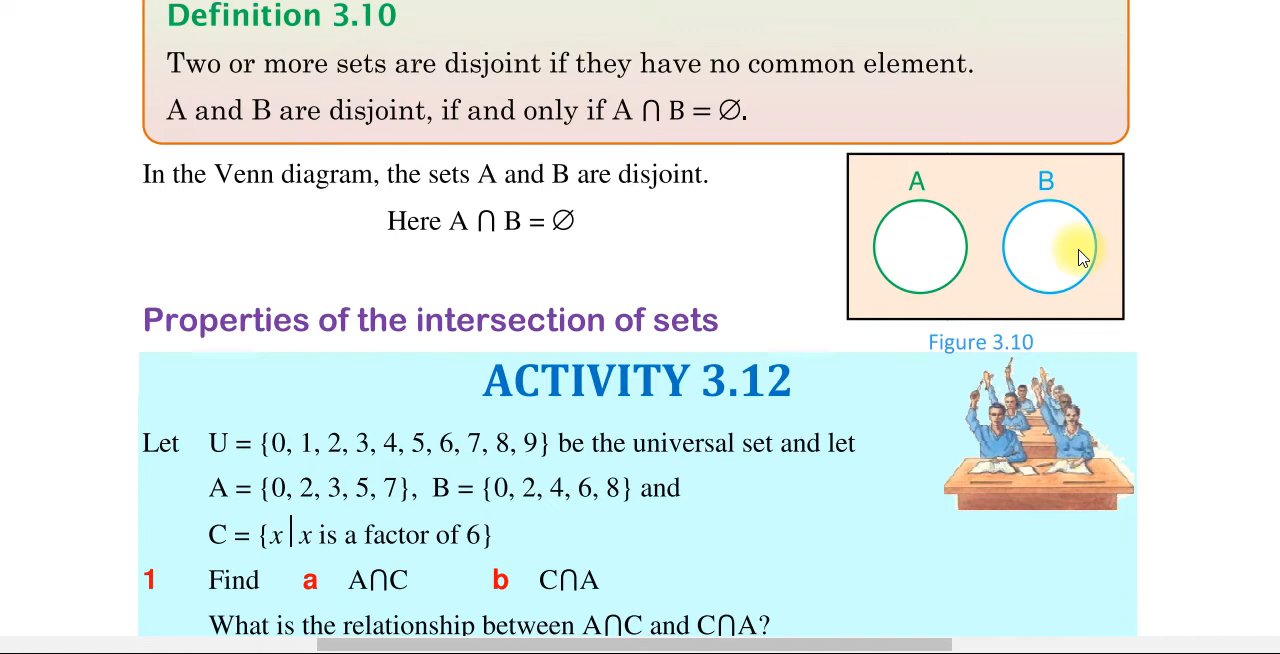 Definition 3.10
Two or more sets are disjoint if they have no common element.
A and B are disjoint, if and only if A ∩ B = ∅.
In the Venn diagram, the sets A and B are disjoint.
Here A ∩ B = ∅
A B
Figure 3.10
Properties of the intersection of sets
ACTIVITY 3.12
Let U = {0, 1, 2, 3, 4, 5, 6, 7, 8, 9} be the universal set and let
A = {0, 2, 3, 5, 7}, B = {0, 2, 4, 6, 8} and
C = {x | x is a factor of 6}
1 Find a A∩C b C∩A
What is the relationship between A∩C and C∩A?